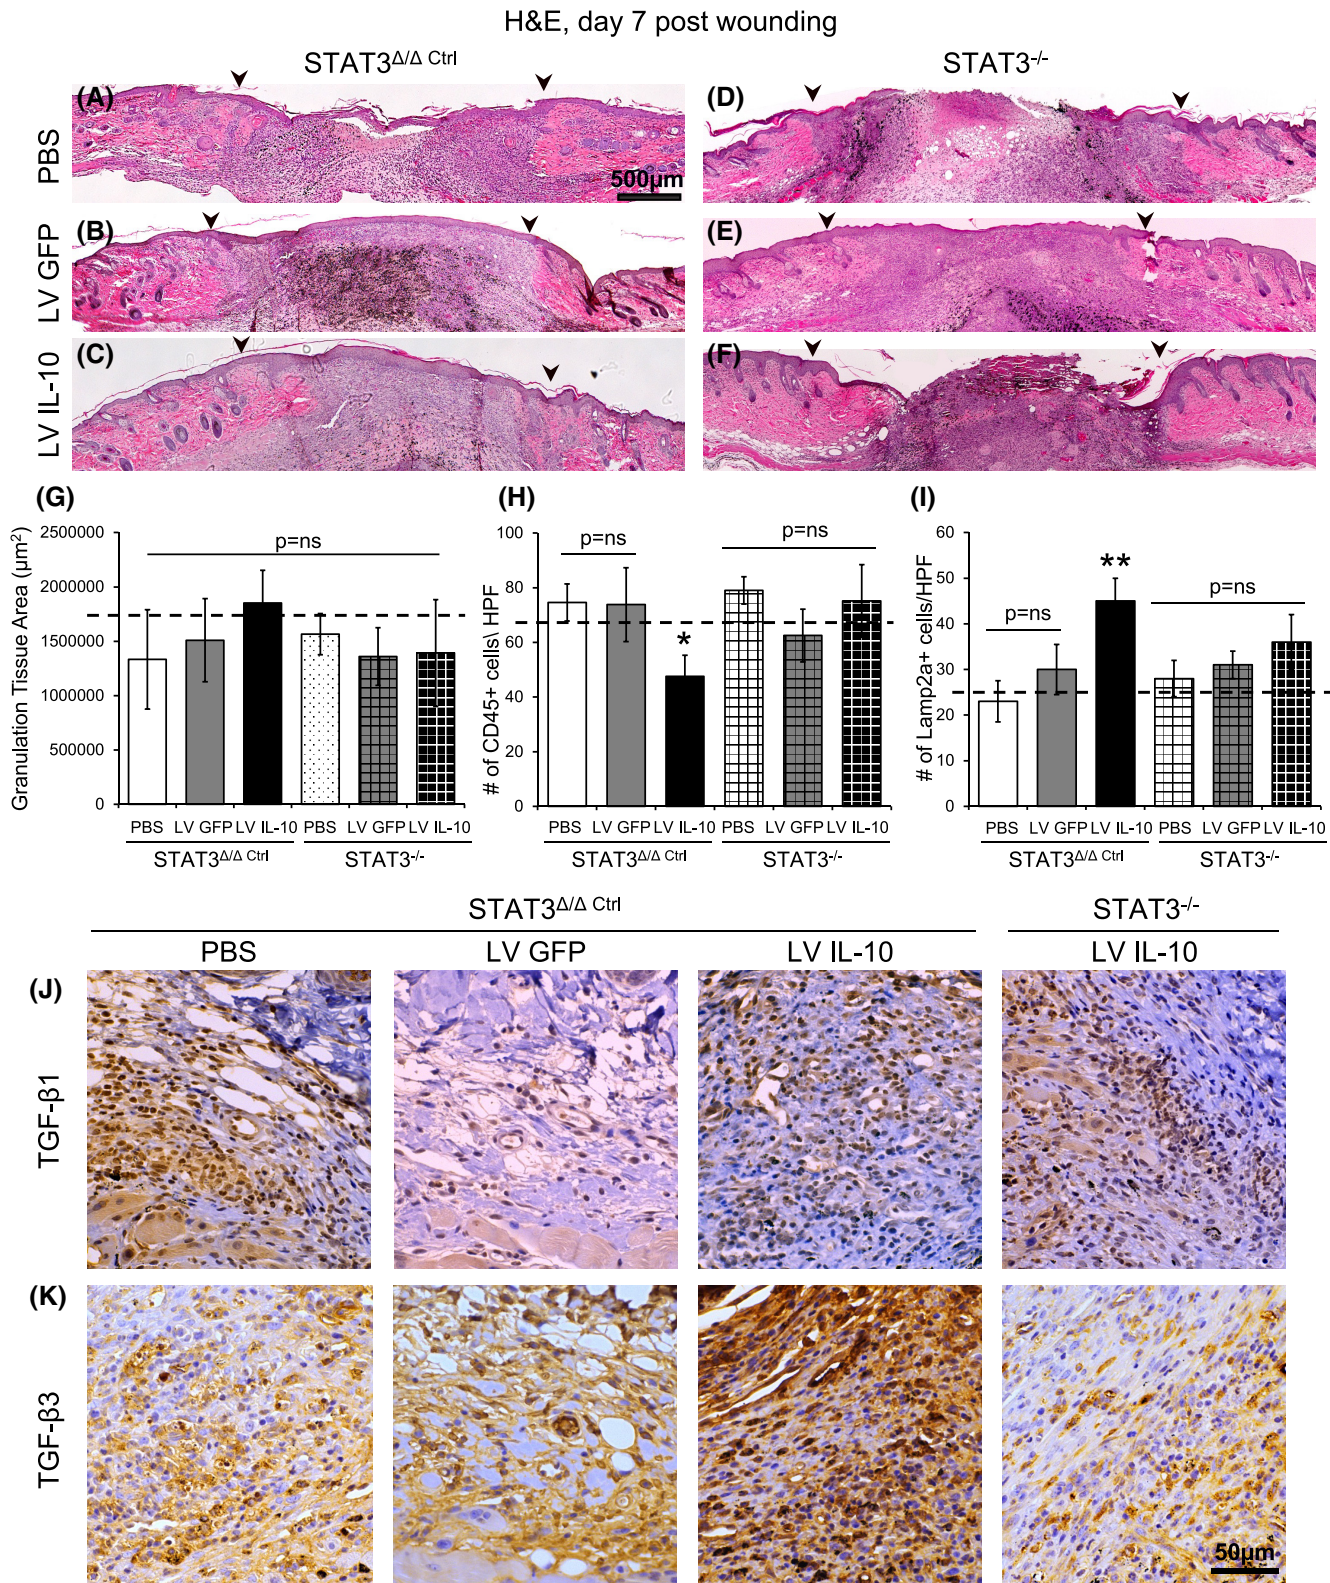 H&E, day 7 post wounding
STAT3Δ/Δ Ctrl
STAT3-/-
PBS
(A)
500µm
(D)
LV GFP
(B)
(E)
LV IL-10
(C)
(F)
(G)
Granulation Tissue Area (µm²)
2500000
2000000
1500000
1000000
500000
0
p=ns
PBS LV GFP LV IL-10 PBS LV GFP LV IL-10
STAT3Δ/Δ Ctrl STAT3-/-
(H)
# of CD45+ cells\ HPF
100
80
60
40
20
0
p=ns
*
p=ns
PBS LV GFP LV IL-10 PBS LV GFP LV IL-10
STAT3Δ/Δ Ctrl STAT3-/-
(I)
# of Lamp2a+ cells/HPF
60
50
40
30
20
10
0
p=ns
**
p=ns
PBS LV GFP LV IL-10 PBS LV GFP LV IL-10
STAT3Δ/Δ Ctrl STAT3-/-
STAT3Δ/Δ Ctrl STAT3-/-
PBS LV GFP LV IL-10 LV IL-10
(J)
TGF-β1
(K)
TGF-β3
50µm